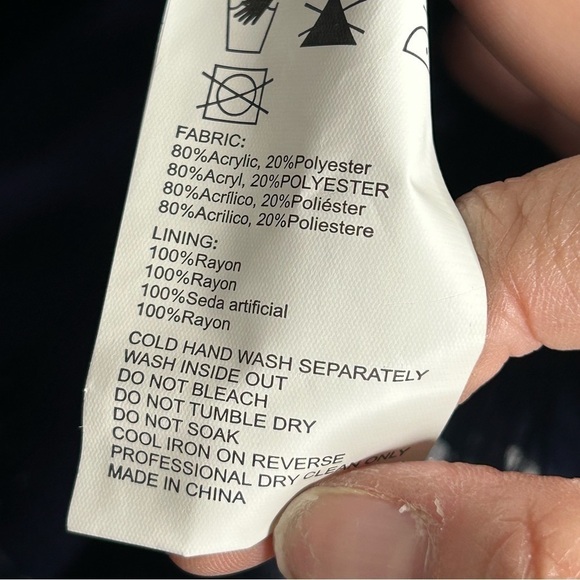 FABRIC:
80%Acrylic, 20%Polyester
80%Acryl, 20%POLYESTER
80%Acrílico, 20%Poliéster
80%Acrilico, 20%Poliestere
LINING:
100%Rayon
100%Rayon
100%Seda artificial
100%Rayon
COLD HAND WASH SEPARATELY
WASH INSIDE OUT
DO NOT BLEACH
DO NOT TUMBLE DRY
DO NOT SOAK
COOL IRON ON REVERSE
PROFESSIONAL DRY CLEAN ONLY
MADE IN CHINA